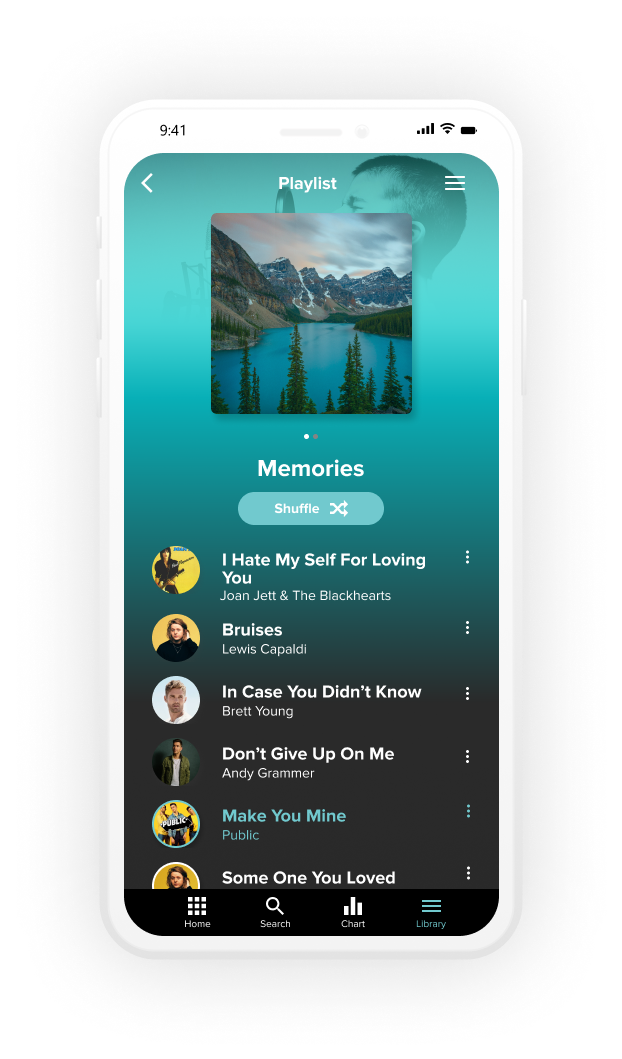 9:41
Playlist
Memories
Shuffle
I Hate My Self For Loving
You
Joan Jett & The Blackhearts
Bruises
Lewis Capaldi
In Case You Didn’t Know
Brett Young
Don’t Give Up On Me
Andy Grammer
PUBLIC
Make You Mine
Public
Some One You Loved
Home
Search
Chart
Library